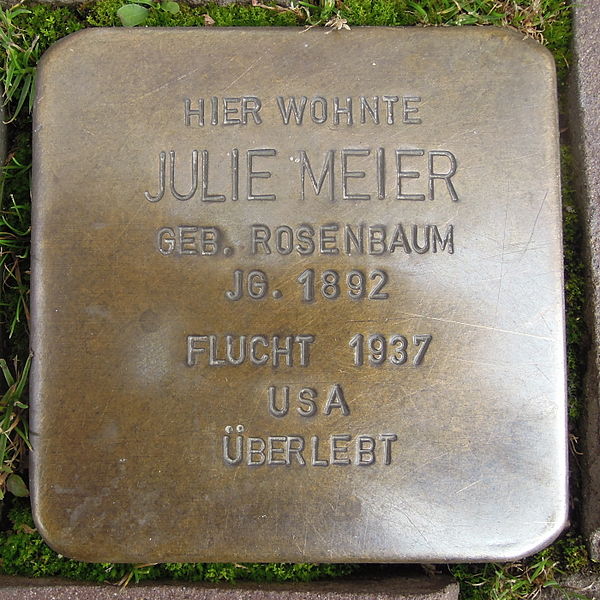 HIER WOHNTE
JULIE MEIER
GEB. ROSENBAUM
JG. 1892
FLUCHT 1937
USA
ÜBERLEBT